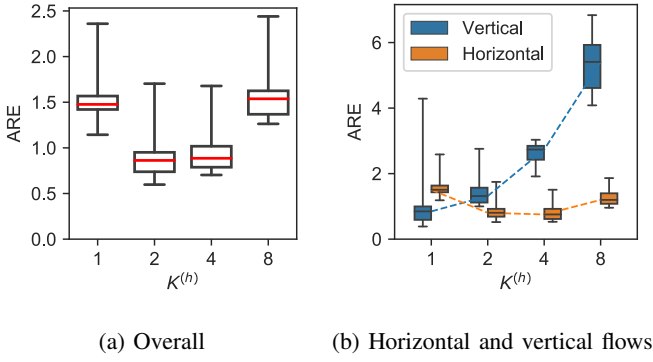 2.5
2.0
1.5
1.0
0.5
0.0
ARE
1 2 4 8
K^(h)
(a) Overall
6
4
2
0
ARE
Vertical
Horizontal
1 2 4 8
K^(h)
(b) Horizontal and vertical flows